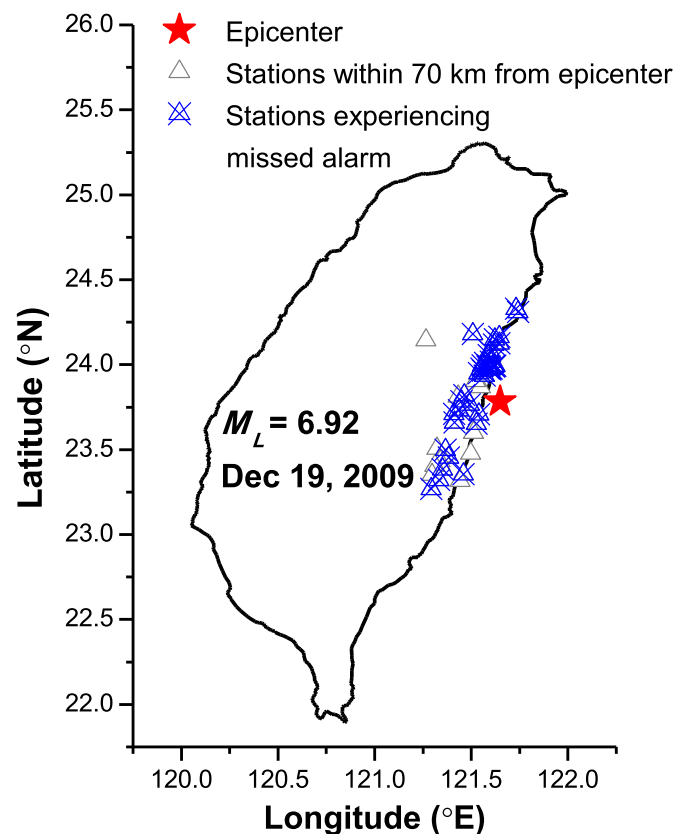 Epicenter
Stations within 70 km from epicenter
Stations experiencing
missed alarm
26.0
25.5
25.0
24.5
24.0
23.5
23.0
22.5
22.0
Latitude (°N)
M_L = 6.92
Dec 19, 2009
120.0 120.5 121.0 121.5 122.0
Longitude (°E)